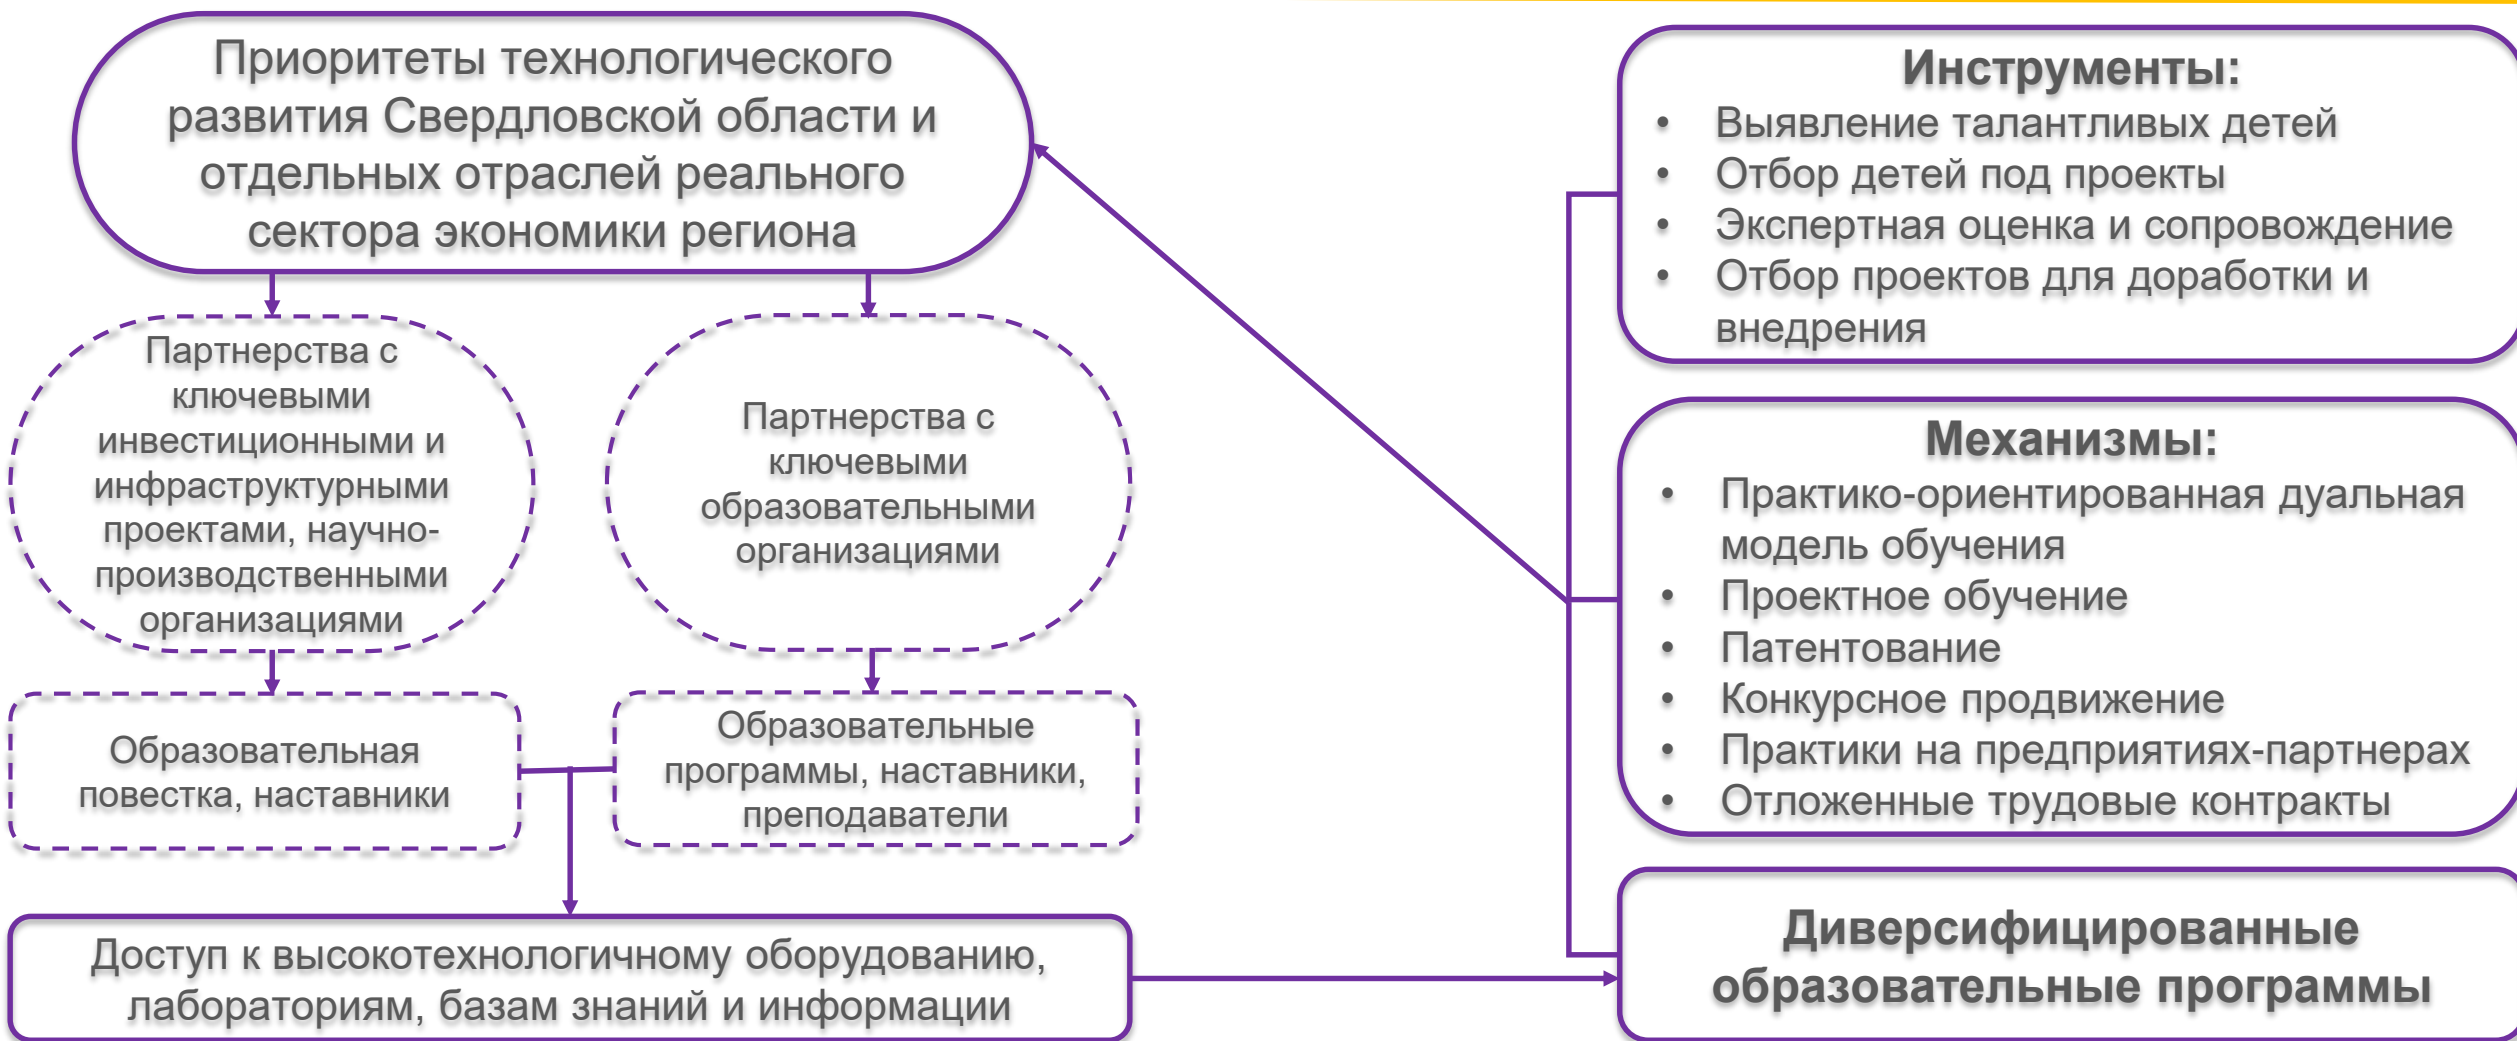 Приоритеты технологического
развития Свердловской области и
отдельных отраслей реального
сектора экономики региона
Партнерства с
ключевыми
инвестиционными и
инфраструктурными
проектами, научно-
производственными
организациями
Партнерства с
ключевыми
образовательными
организациями
Образовательная
повестка, наставники
Образовательные
программы, наставники,
преподаватели
Доступ к высокотехнологичному оборудованию,
лабораториям, базам знаний и информации
Инструменты:
• Выявление талантливых детей
• Отбор детей под проекты
• Экспертная оценка и сопровождение
• Отбор проектов для доработки и
внедрения
Механизмы:
• Практико-ориентированная дуальная
модель обучения
• Проектное обучение
• Патентование
• Конкурсное продвижение
• Практики на предприятиях-партнерах
• Отложенные трудовые контракты
Диверсифицированные
образовательные программы